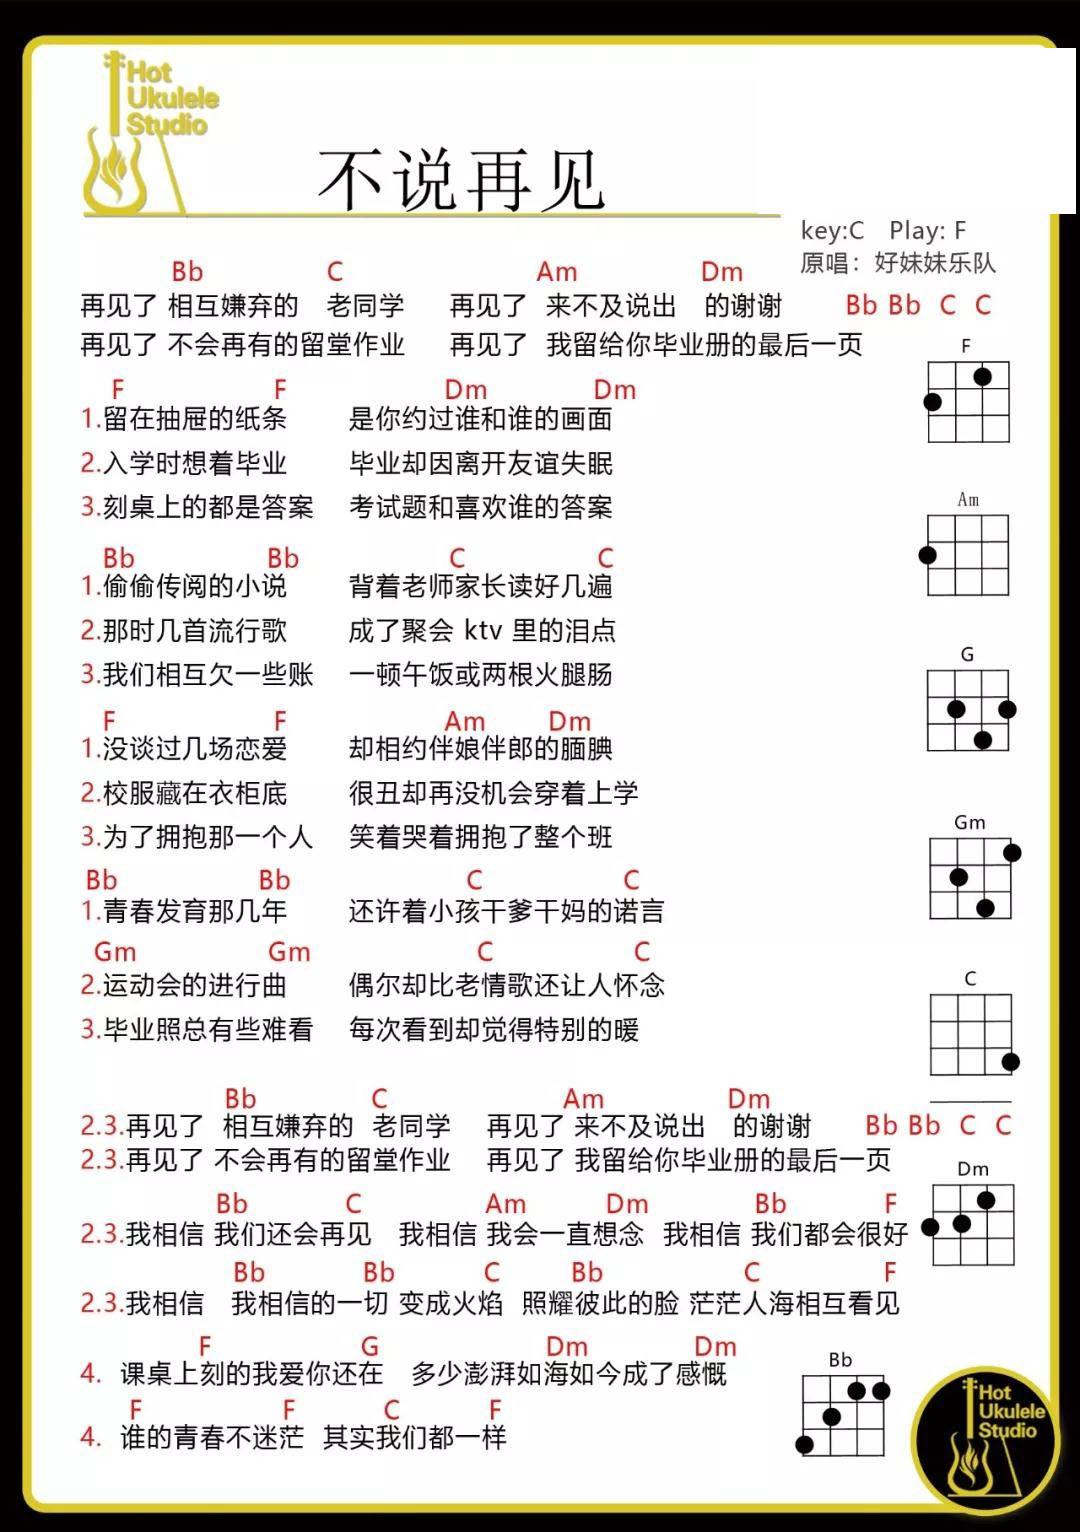 Hot
Ukulele
Studio
不说再见
key:C Play: F
原唱：好妹妹乐队
Bb C Am Dm
再见了 相互嫌弃的 老同学 再见了 来不及说出 的谢谢 Bb Bb C C
再见了 不会再有的留堂作业 再见了 我留给你毕业册的最后一页
F
F F Dm Dm
1.留在抽屉的纸条 是你约过谁和谁的画面
2.入学时想着毕业 毕业却因离开友谊失眠
3.刻桌上的都是答案 考试题和喜欢谁的答案
Am
Bb Bb C C
1.偷偷传阅的小说 背着老师家长读好几遍
2.那时几首流行歌 成了聚会 ktv 里的泪点
3.我们相互欠一些账 一顿午饭或两根火腿肠
G
F F Am Dm
1.没谈过几场恋爱 却相约伴娘伴郎的腼腆
2.校服藏在衣柜底 很丑却再没机会穿着上学
3.为了拥抱那一个人 笑着哭着拥抱了整个班
Gm
Bb Bb C C
1.青春发育那几年 还许着小孩干爹干妈的诺言
Gm Gm C C
2.运动会的进行曲 偶尔却比老情歌还让人怀念
3.毕业照总有些难看 每次看到却觉得特别的暖
C
Bb C Am Dm
2.3.再见了 相互嫌弃的 老同学 再见了 来不及说出 的谢谢 Bb Bb C C
2.3.再见了 不会再有的留堂作业 再见了 我留给你毕业册的最后一页
Dm
Bb C Am Dm Bb F
2.3.我相信 我们还会再见 我相信 我会一直想念 我相信 我们都会很好
Bb Bb C Bb C F
2.3.我相信 我相信的一切 变成火焰 照耀彼此的脸 茫茫人海相互看见
F G Dm Dm
4. 课桌上刻的我爱你还在 多少澎湃如海如今成了感慨
Bb
F F C F
4. 谁的青春不迷茫 其实我们都一样
Hot
Ukulele
Studio